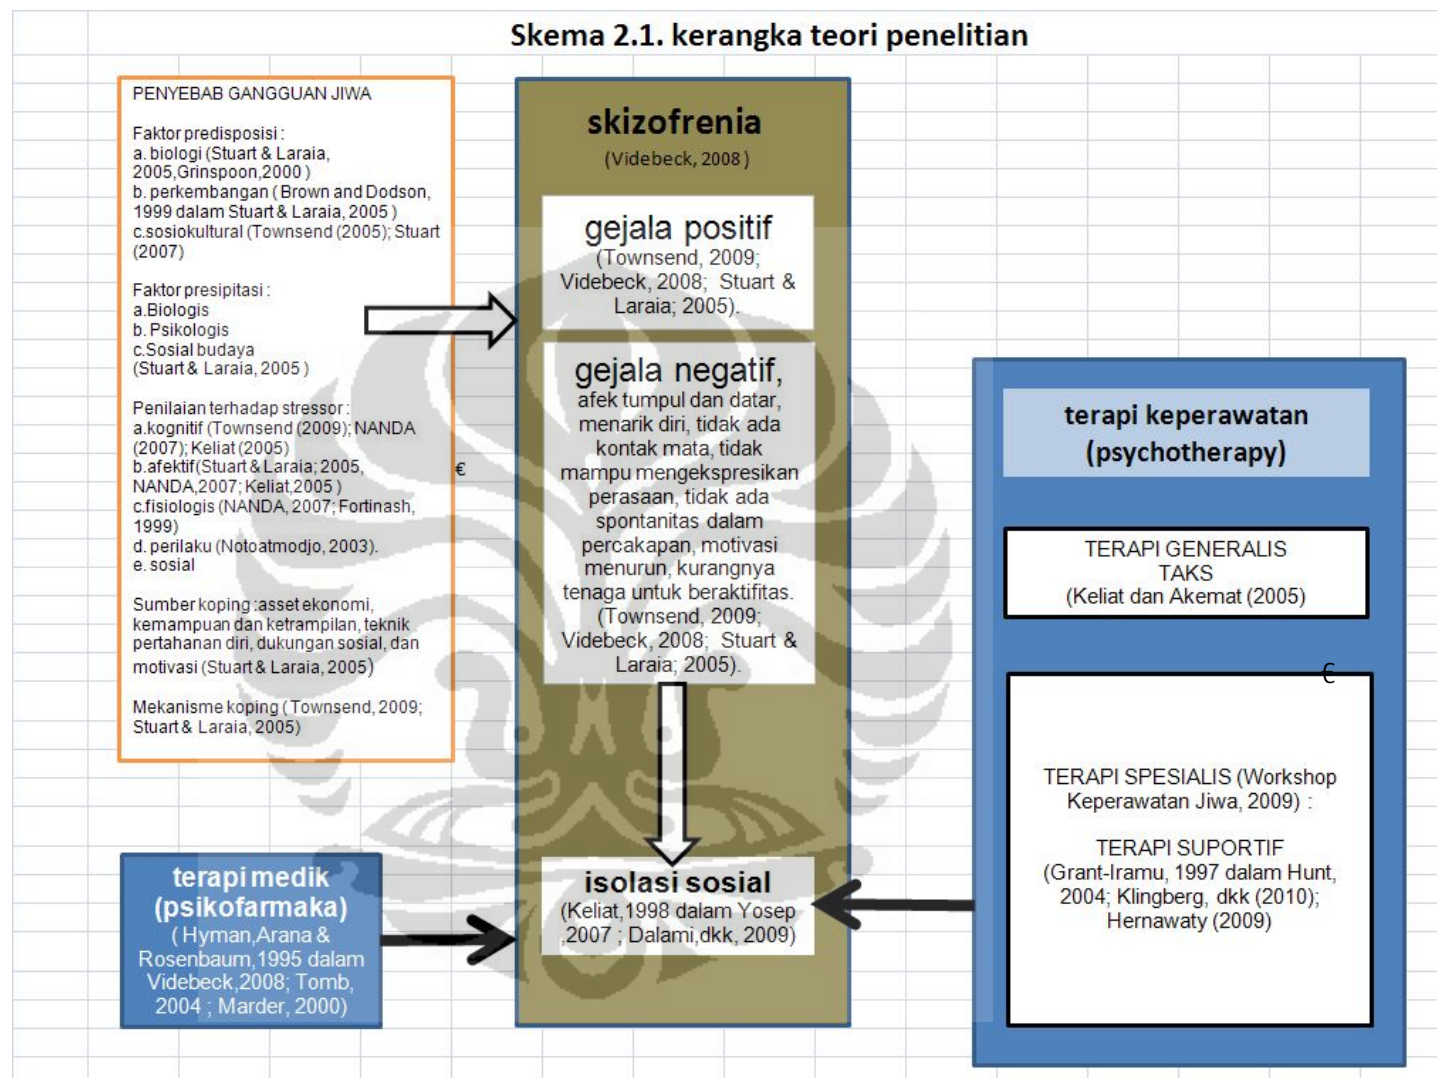 Skema 2.1. kerangka teori penelitian
PENYEBAB GANGGUAN JIWA
Faktor predisposisi :
a. biologi (Stuart & Laraia,
2005,Grinspoon,2000 )
b. perkembangan ( Brown and Dodson,
1999 dalam Stuart & Laraia, 2005 )
c.sosiokultural (Townsend (2005); Stuart
(2007)
Faktor presipitasi :
a.Biologis
b. Psikologis
c.Sosial budaya
(Stuart & Laraia, 2005 )
Penilaian terhadap stressor :
a.kognitif (Townsend (2009); NANDA
(2007); Keliat (2005)
b.afektif(Stuart & Laraia; 2005,
NANDA,2007; Keliat,2005 )
c.fisiologis (NANDA, 2007; Fortinash,
1999)
d. perilaku (Notoatmodjo, 2003).
e. sosial
Sumber koping :asset ekonomi,
kemampuan dan ketrampilan, teknik
pertahanan diri, dukungan sosial, dan
motivasi (Stuart & Laraia, 2005)
Mekanisme koping ( Townsend, 2009;
Stuart & Laraia, 2005)
€
skizofrenia
(Videbeck, 2008 )
gejala positif
(Townsend, 2009;
Videbeck, 2008; Stuart &
Laraia; 2005).
gejala negatif,
afek tumpul dan datar,
menarik diri, tidak ada
kontak mata, tidak
mampu mengekspresikan
perasaan, tidak ada
spontanitas dalam
percakapan, motivasi
menurun, kurangnya
tenaga untuk beraktifitas.
(Townsend, 2009;
Videbeck, 2008; Stuart &
Laraia; 2005).
isolasi sosial
(Keliat,1998 dalam Yosep
,2007 ; Dalami,dkk, 2009)
terapi medik
(psikofarmaka)
( Hyman,Arana &
Rosenbaum,1995 dalam
Videbeck,2008; Tomb,
2004 ; Marder, 2000)
terapi keperawatan
(psychotherapy)
TERAPI GENERALIS
TAKS
(Keliat dan Akemat (2005)
€
TERAPI SPESIALIS (Workshop
Keperawatan Jiwa, 2009) :
TERAPI SUPORTIF
(Grant-Iramu, 1997 dalam Hunt,
2004; Klingberg, dkk (2010);
Hernawaty (2009)